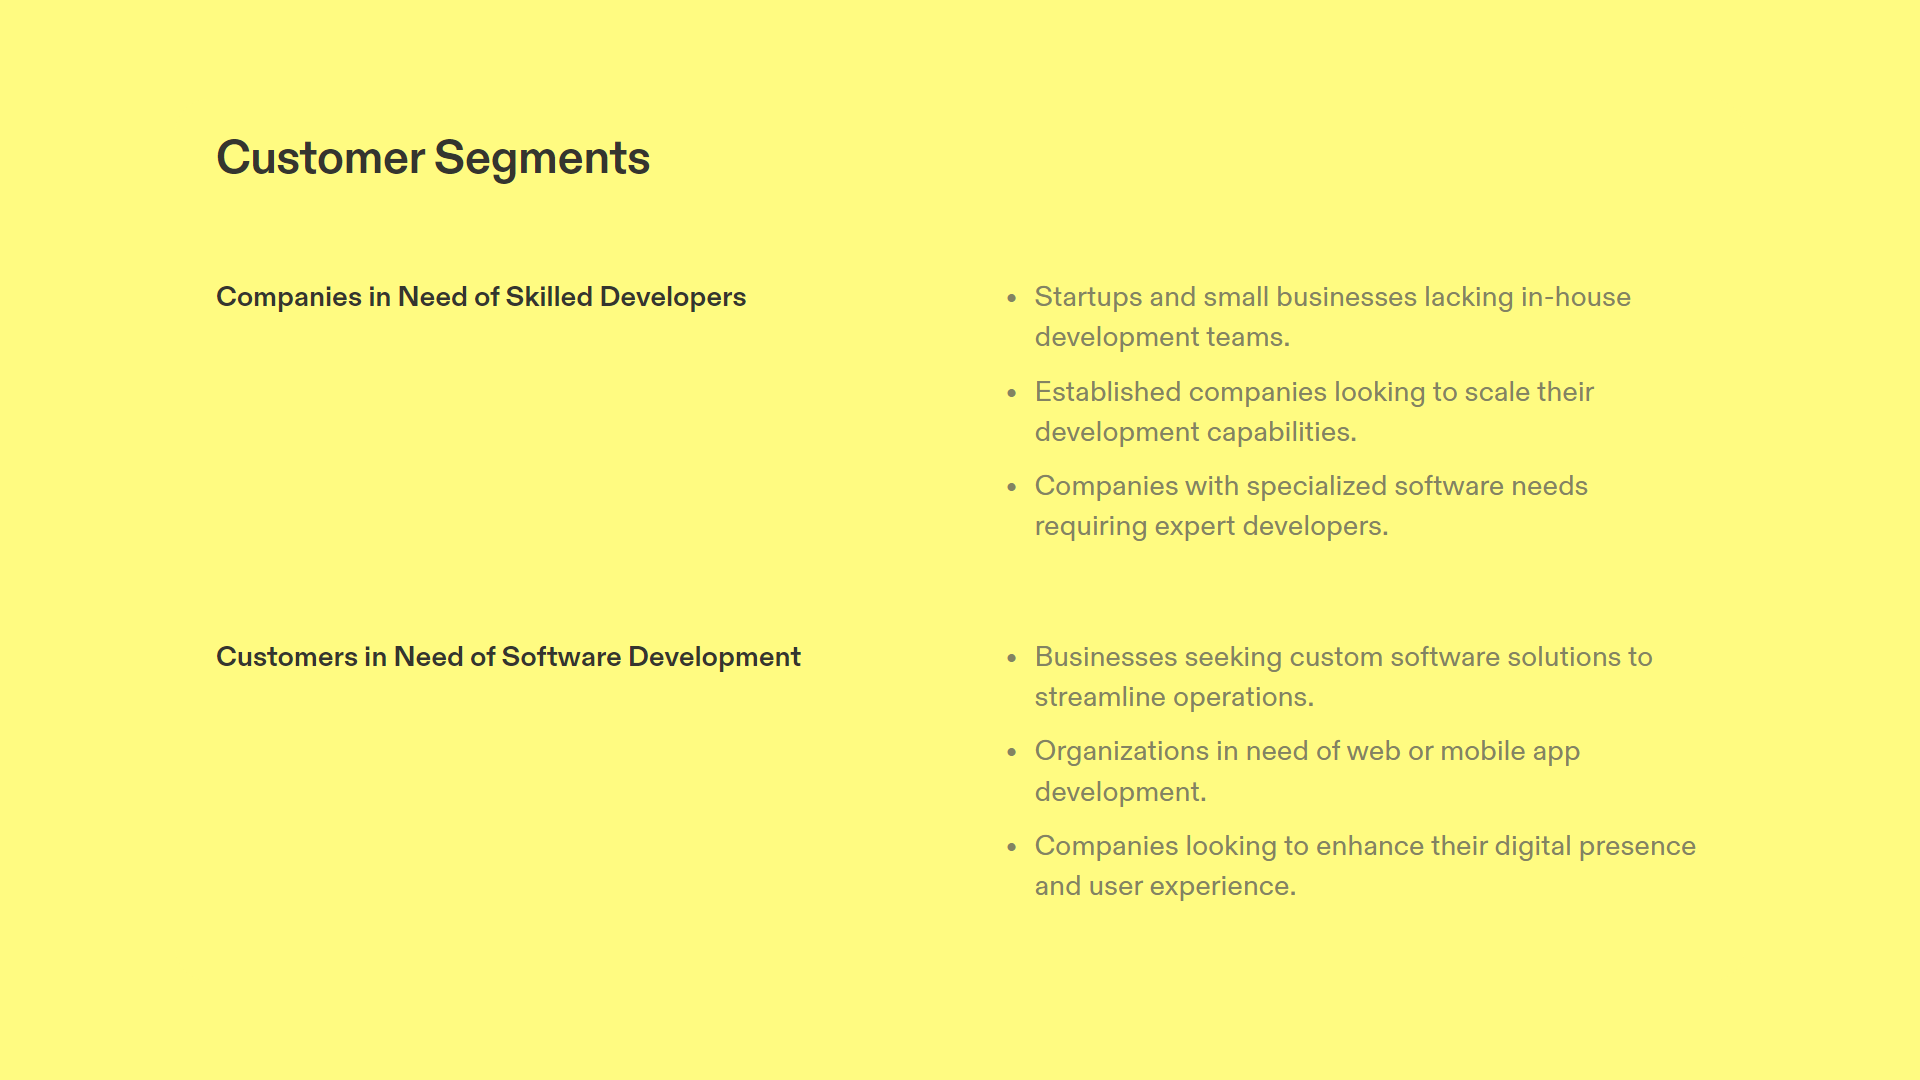 Customer Segments
Companies in Need of Skilled Developers
• Startups and small businesses lacking in-house
development teams.
• Established companies looking to scale their
development capabilities.
• Companies with specialized software needs
requiring expert developers.
Customers in Need of Software Development
• Businesses seeking custom software solutions to
streamline operations.
• Organizations in need of web or mobile app
development.
• Companies looking to enhance their digital presence
and user experience.